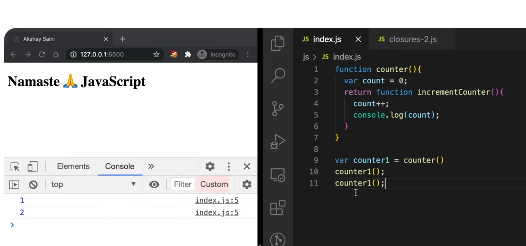 Akshay Saini
127.0.0.1:5500
Incognito
Namaste 🙏 JavaScript
Elements Console »
top Filter Custom
1 index.js:5
2 index.js:5
index.js closures-2.js
js > index.js
1 function counter(){
2 var count = 0;
3 return function incrementCounter(){
4 count++;
5 console.log(count);
6 }
7 }
8
9 var counter1 = counter()
10 counter1();
11 counter1();